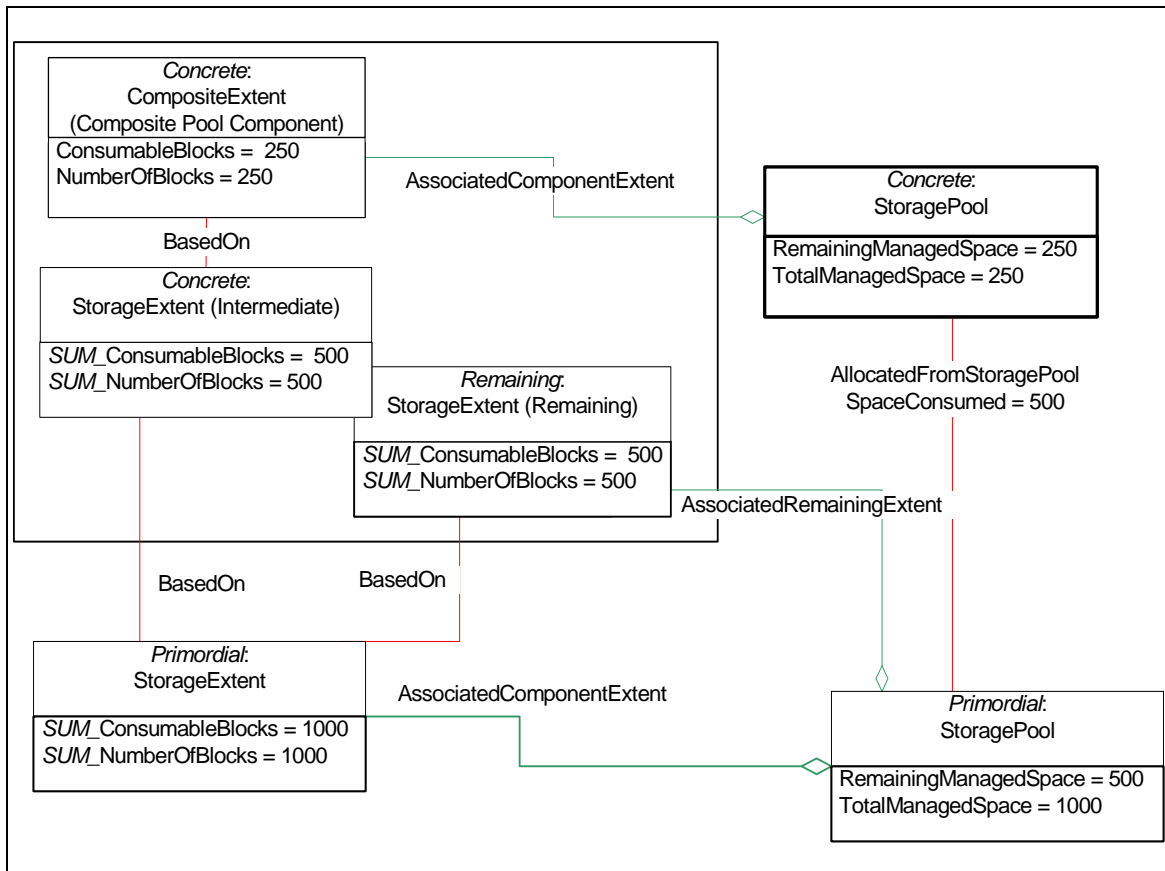 Concrete:
CompositeExtent
(Composite Pool Component)
ConsumableBlocks = 250
NumberOfBlocks = 250
AssociatedComponentExtent
Concrete:
StoragePool
RemainingManagedSpace = 250
TotalManagedSpace = 250
BasedOn
Concrete:
StorageExtent (Intermediate)
SUM_ConsumableBlocks = 500
SUM_NumberOfBlocks = 500
Remaining:
StorageExtent (Remaining)
SUM_ConsumableBlocks = 500
SUM_NumberOfBlocks = 500
AllocatedFromStoragePool
SpaceConsumed = 500
AssociatedRemainingExtent
BasedOn
BasedOn
Primordial:
StorageExtent
SUM_ConsumableBlocks = 1000
SUM_NumberOfBlocks = 1000
AssociatedComponentExtent
Primordial:
StoragePool
RemainingManagedSpace = 500
TotalManagedSpace = 1000